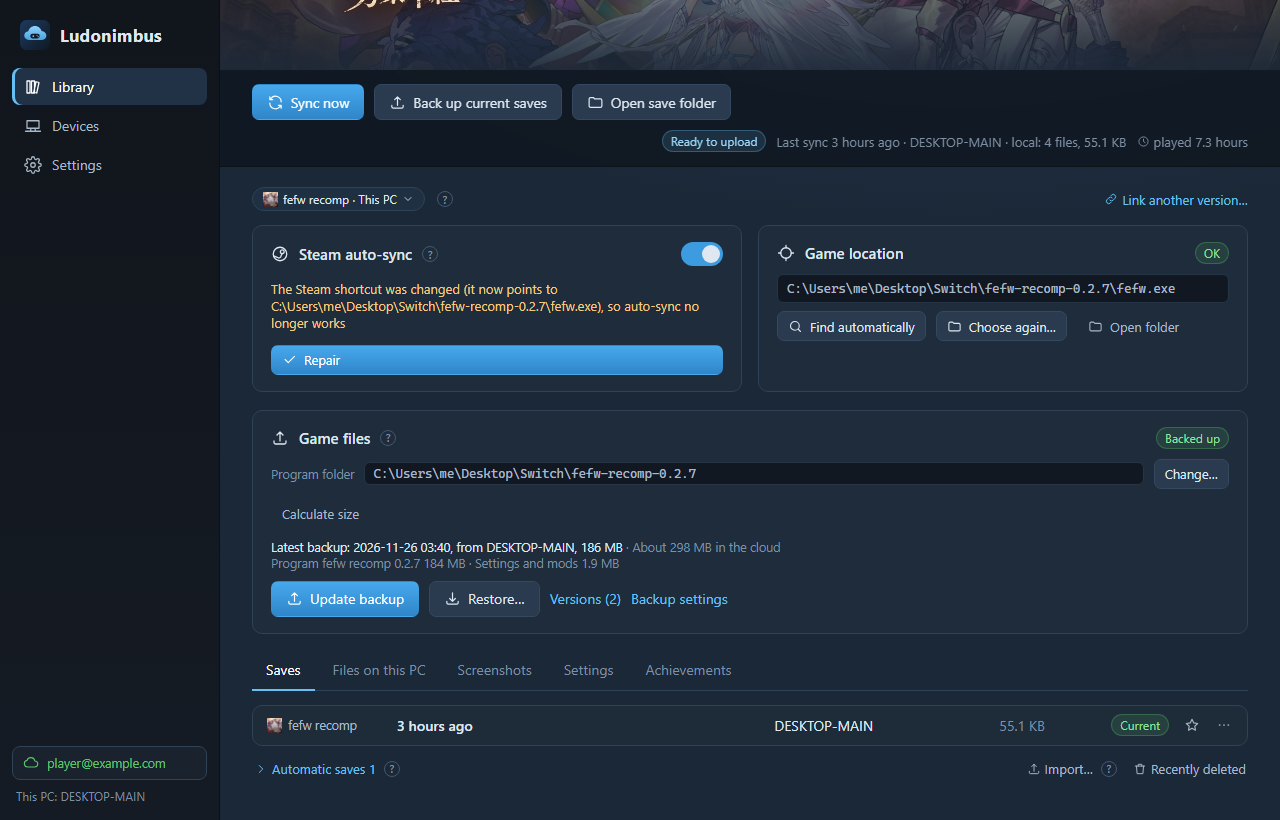 Ludonimbus
Library
Devices
Settings
player@example.com
This PC: DESKTOP-MAIN
Sync now
Back up current saves
Open save folder
Ready to upload
Last sync 3 hours ago · DESKTOP-MAIN · local: 4 files, 55.1 KB
played 7.3 hours
fefw recomp · This PC
?
Link another version...
Steam auto-sync ?
The Steam shortcut was changed (it now points to
C:\Users\me\Desktop\Switch\fefw-recomp-0.2.7\fefw.exe), so auto-sync no
longer works
Repair
Game location
OK
C:\Users\me\Desktop\Switch\fefw-recomp-0.2.7\fefw.exe
Find automatically
Choose again...
Open folder
Game files ?
Backed up
Program folder
C:\Users\me\Desktop\Switch\fefw-recomp-0.2.7
Change...
Calculate size
Latest backup: 2026-11-26 03:40, from DESKTOP-MAIN, 186 MB · About 298 MB in the cloud
Program fefw recomp 0.2.7 184 MB · Settings and mods 1.9 MB
Update backup
Restore...
Versions (2)
Backup settings
Saves
Files on this PC
Screenshots
Settings
Achievements
fefw recomp
3 hours ago
DESKTOP-MAIN
55.1 KB
Current
Automatic saves 1 ?
Import... ?
Recently deleted